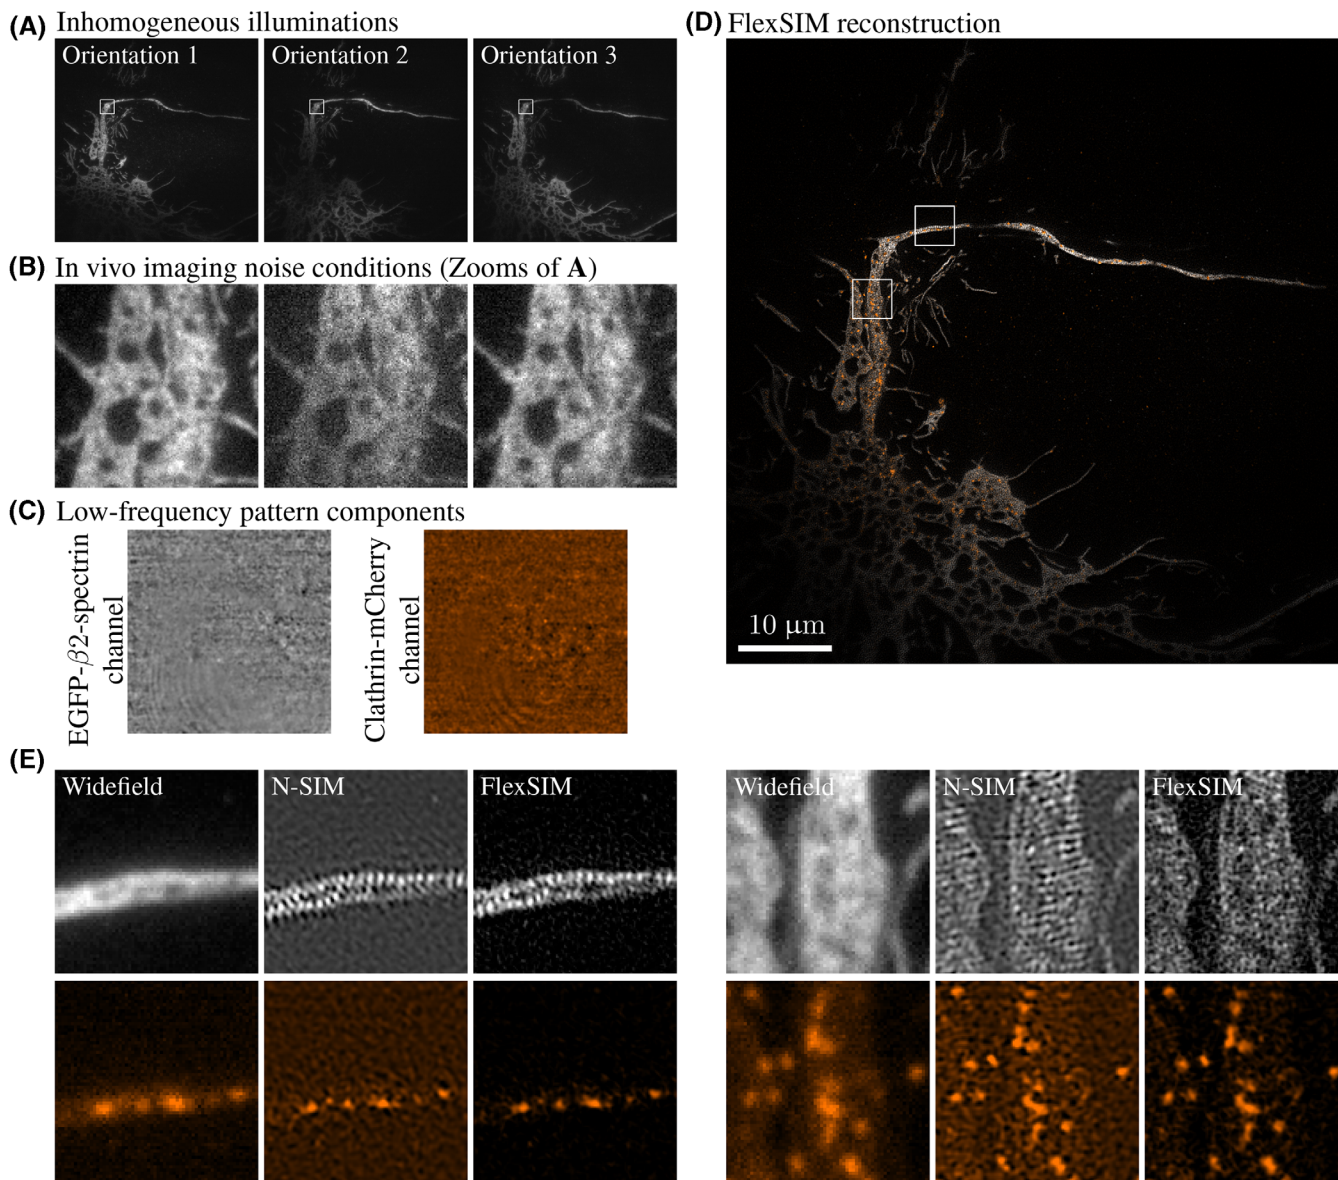 (A) Inhomogeneous illuminations
Orientation 1
Orientation 2
Orientation 3
(B) In vivo imaging noise conditions (Zooms of A)
(C) Low-frequency pattern components
EGFP-β2-spectrin
channel
Clathrin-mCherry
channel
(D) FlexSIM reconstruction
10 μm
(E)
Widefield
N-SIM
FlexSIM
Widefield
N-SIM
FlexSIM